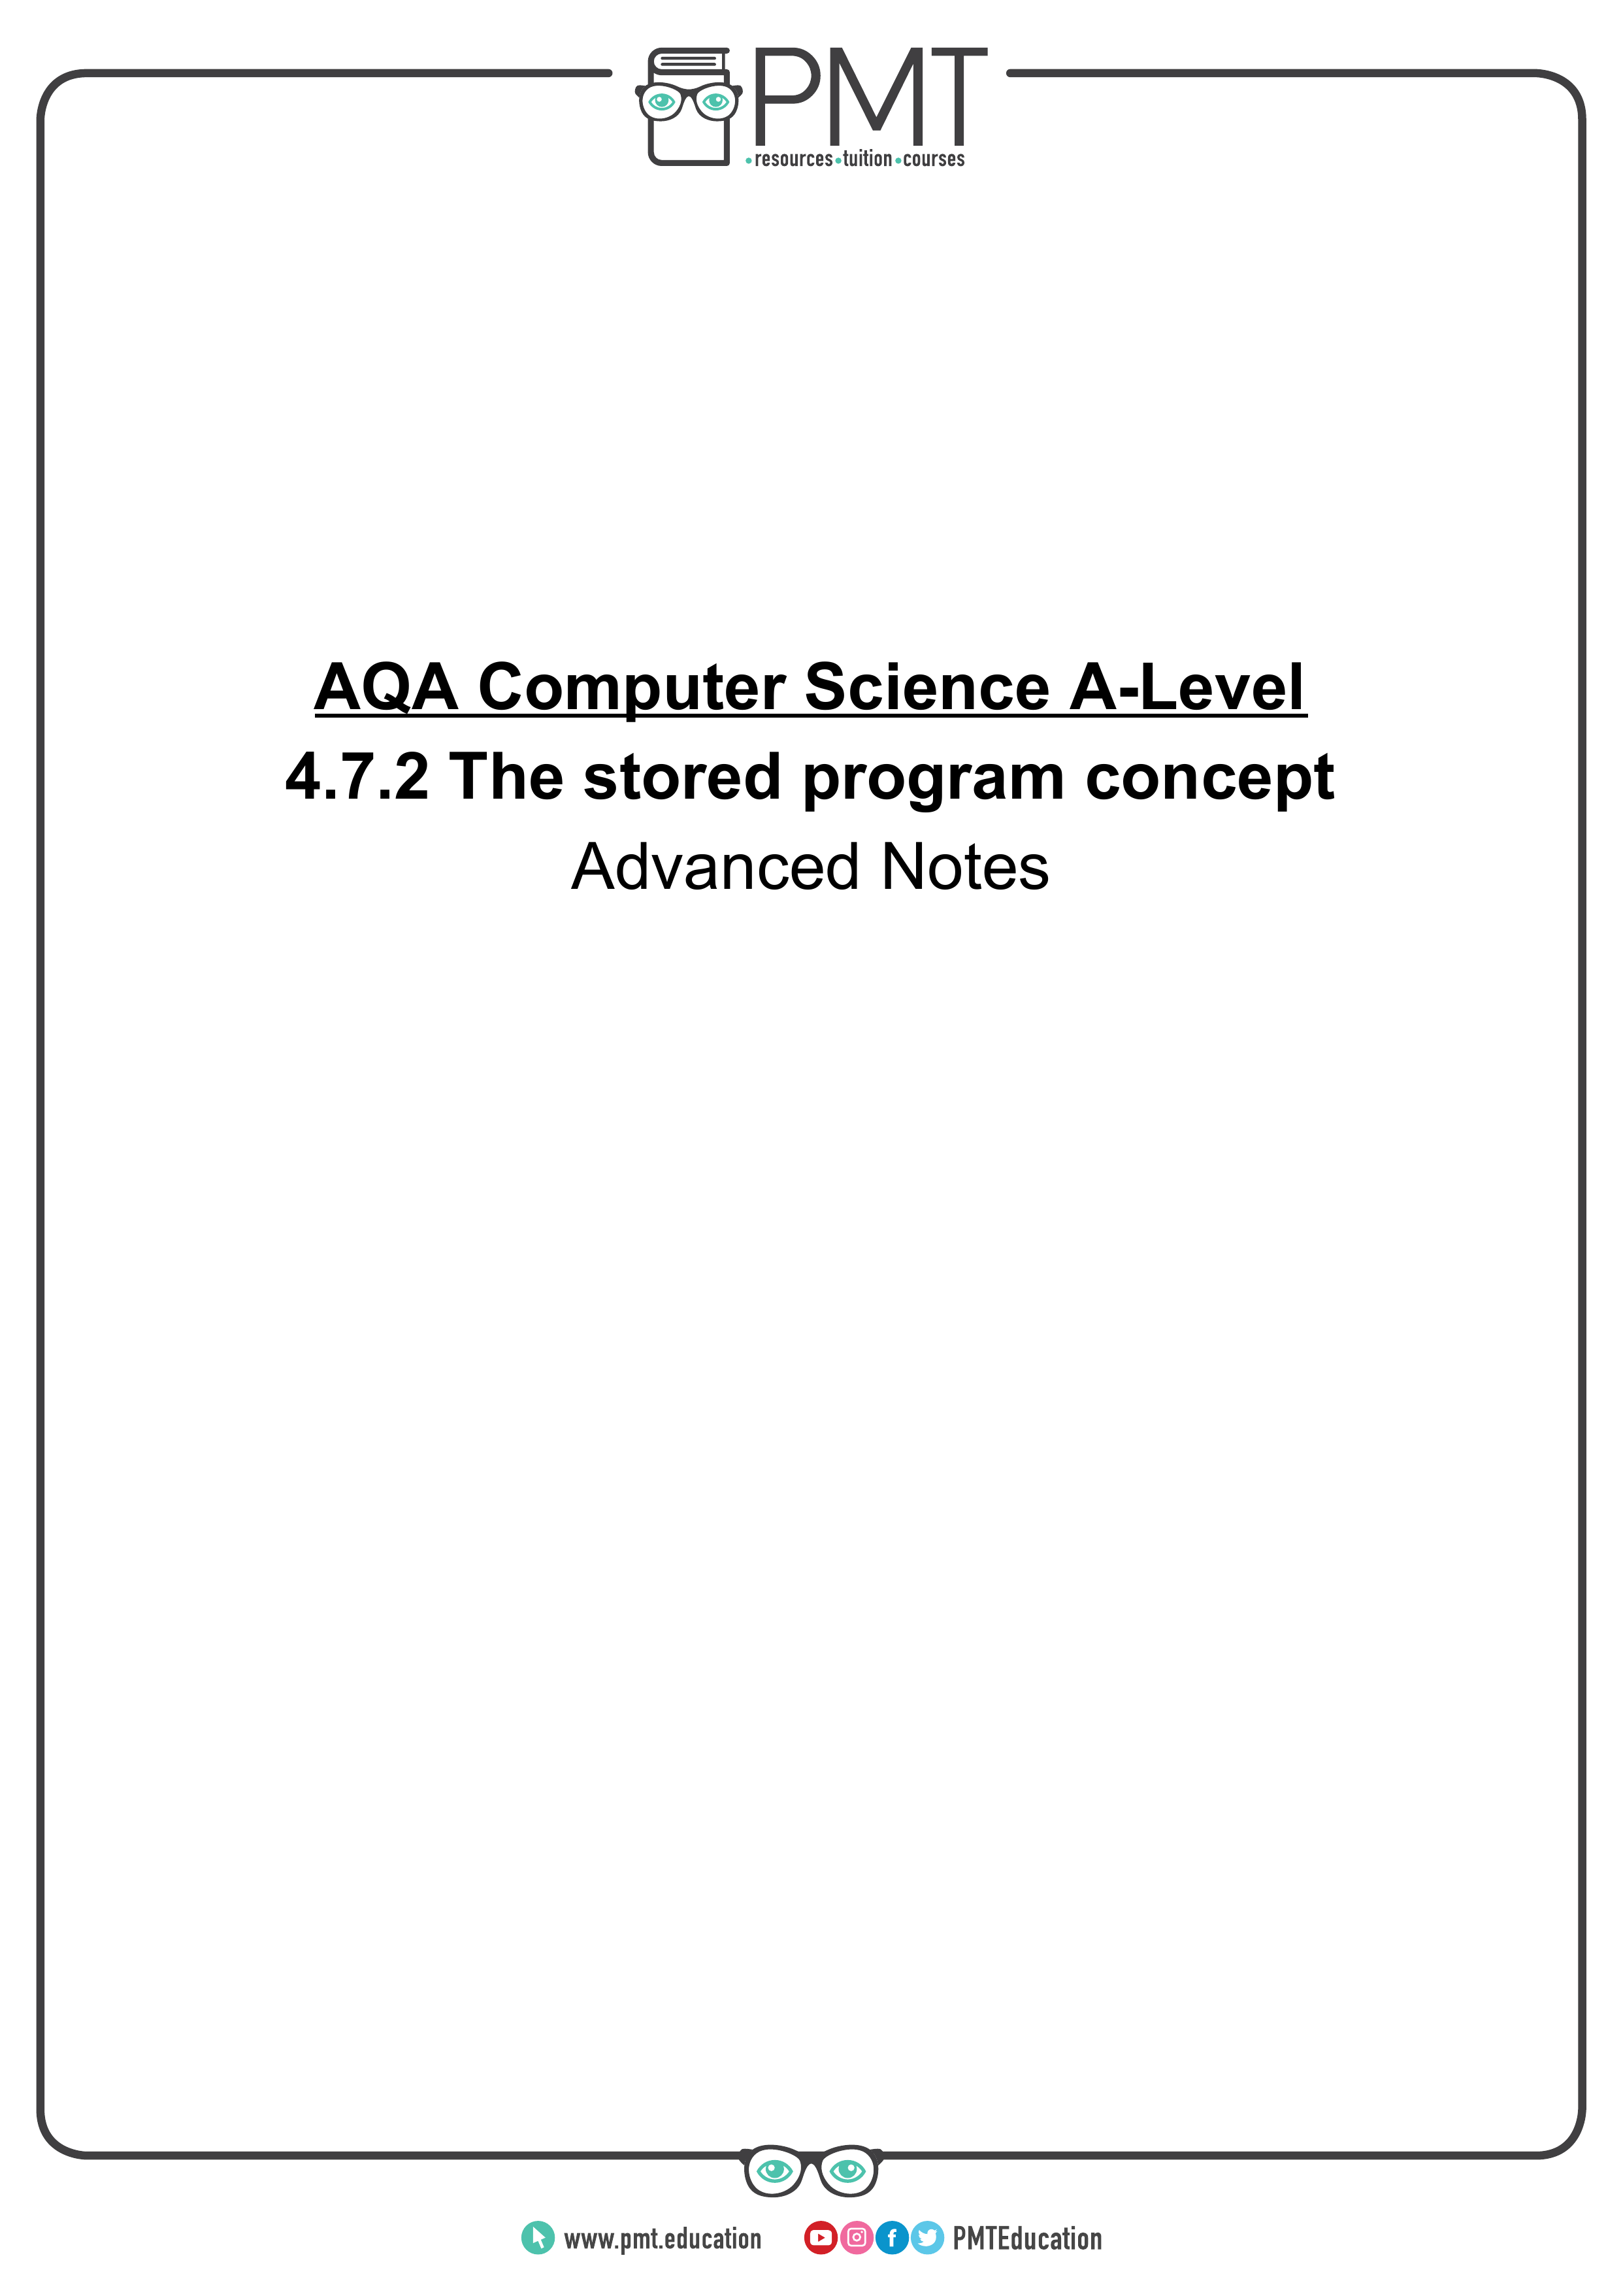 PMT
resources tuition courses
AQA Computer Science A-Level
4.7.2 The stored program concept
Advanced Notes
www.pmt.education PMTEducation